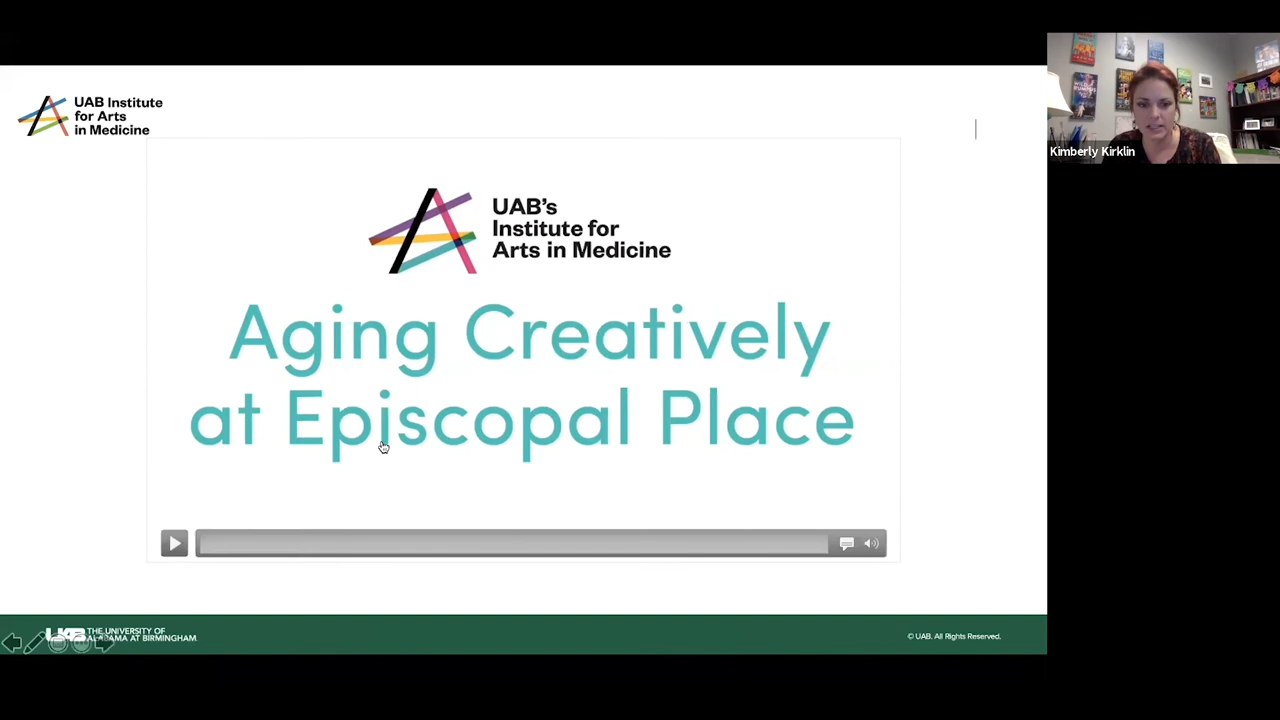 UAB Institute
for Arts
in Medicine
Kimberly Kirklin
UAB's
Institute for
Arts in Medicine
Aging Creatively
at Episcopal Place
UAB THE UNIVERSITY OF
ALABAMA AT BIRMINGHAM
© UAB. All Rights Reserved.